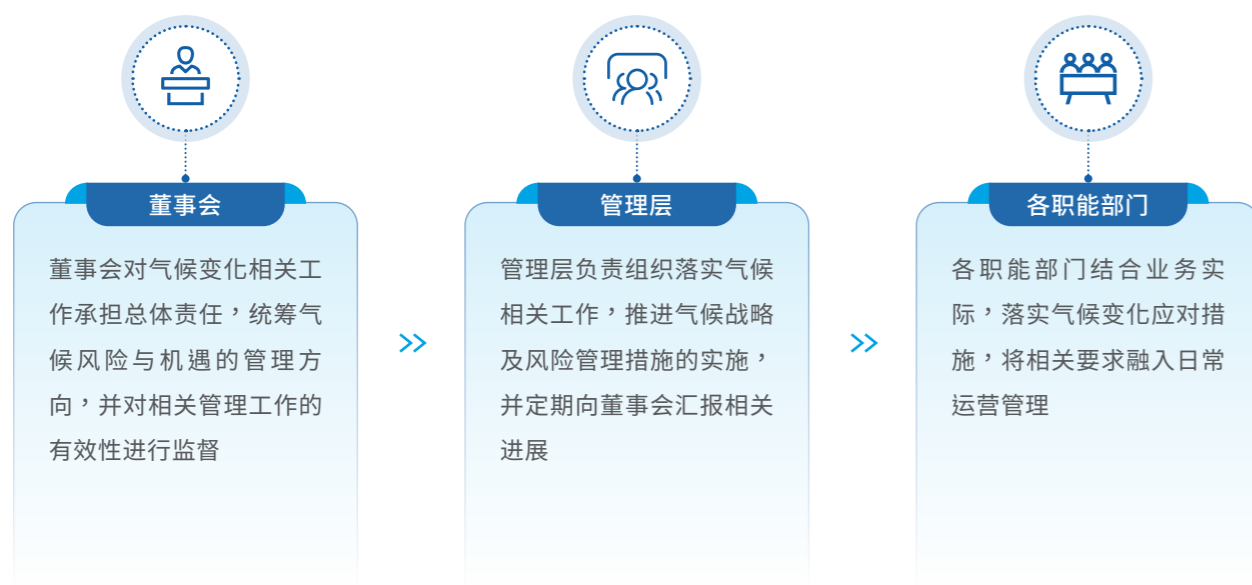 董事会
董事会对气候变化相关工
作承担总体责任，统筹气
候风险与机遇的管理方
向，并对相关管理工作的
有效性进行监督
管理层
管理层负责组织落实气候
相关工作，推进气候战略
及风险管理措施的实施，
并定期向董事会汇报相关
进展
各职能部门
各职能部门结合业务实
际，落实气候变化应对措
施，将相关要求融入日常
运营管理